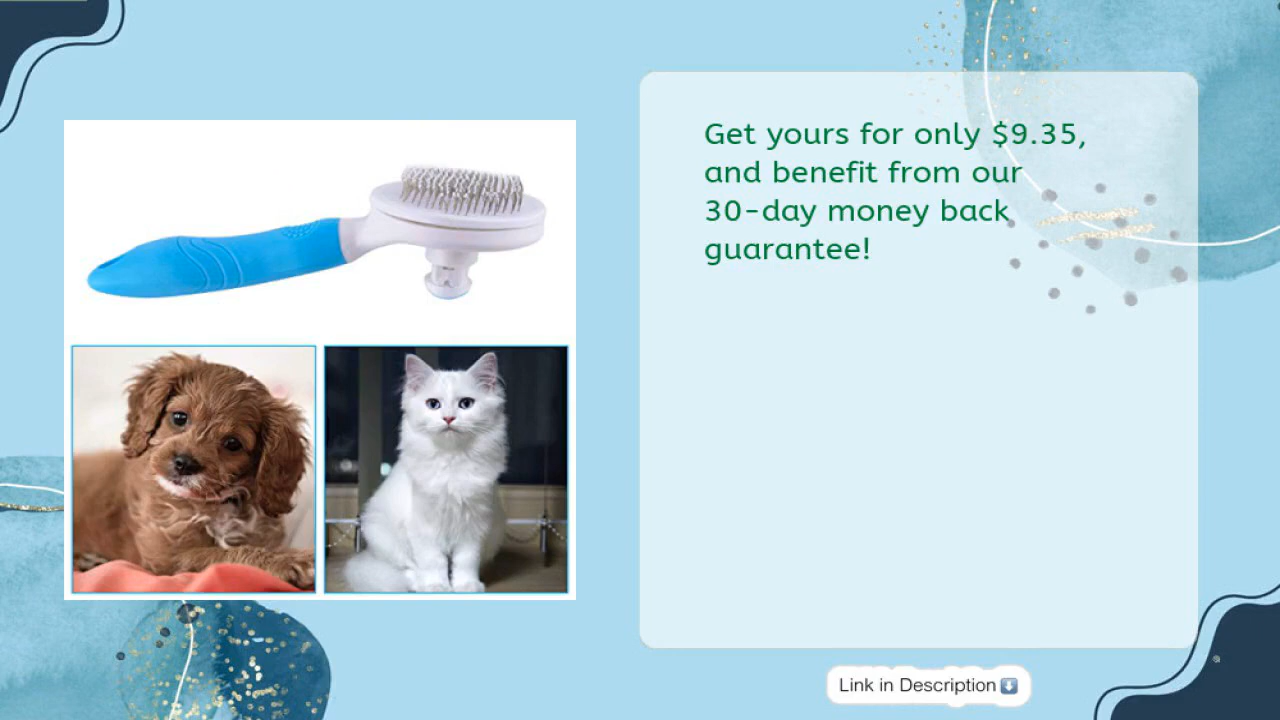 Get yours for only $9.35,
and benefit from our
30-day money back
guarantee!
Link in Description ⬇️